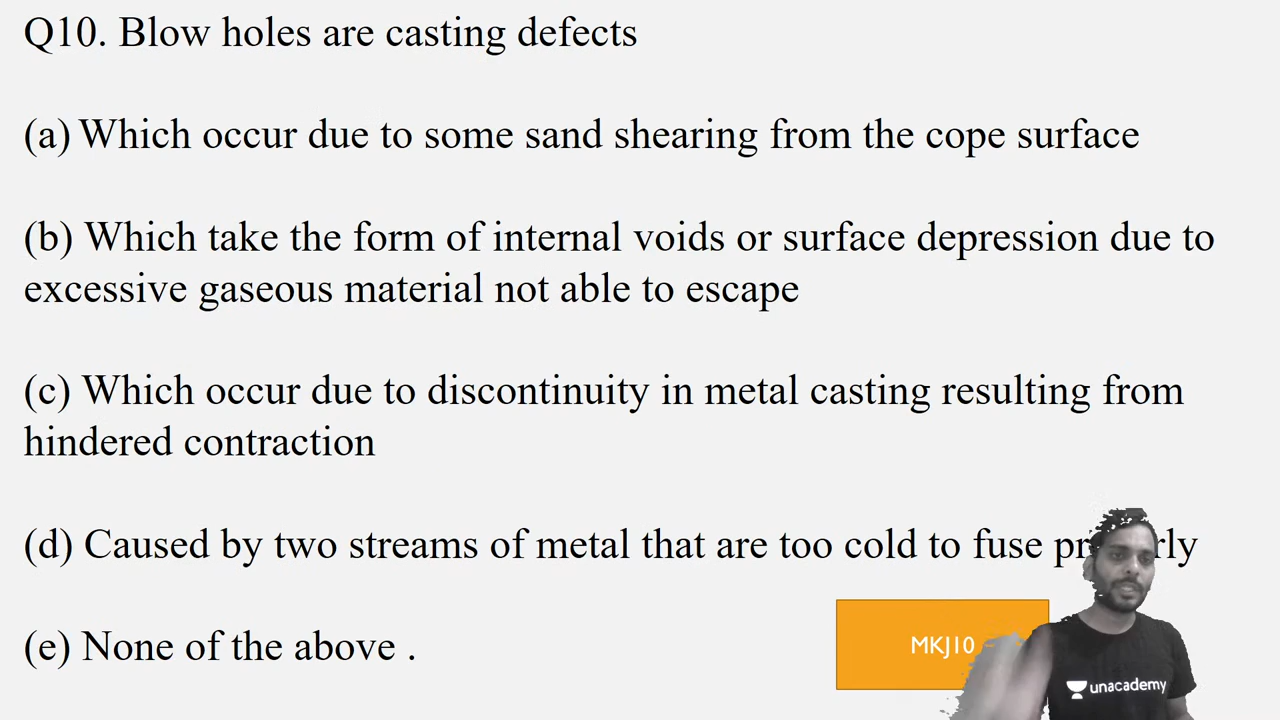 Q10. Blow holes are casting defects
(a) Which occur due to some sand shearing from the cope surface
(b) Which take the form of internal voids or surface depression due to
excessive gaseous material not able to escape
(c) Which occur due to discontinuity in metal casting resulting from
hindered contraction
(d) Caused by two streams of metal that are too cold to fuse
(e) None of the above .
MKJ10
unacademy